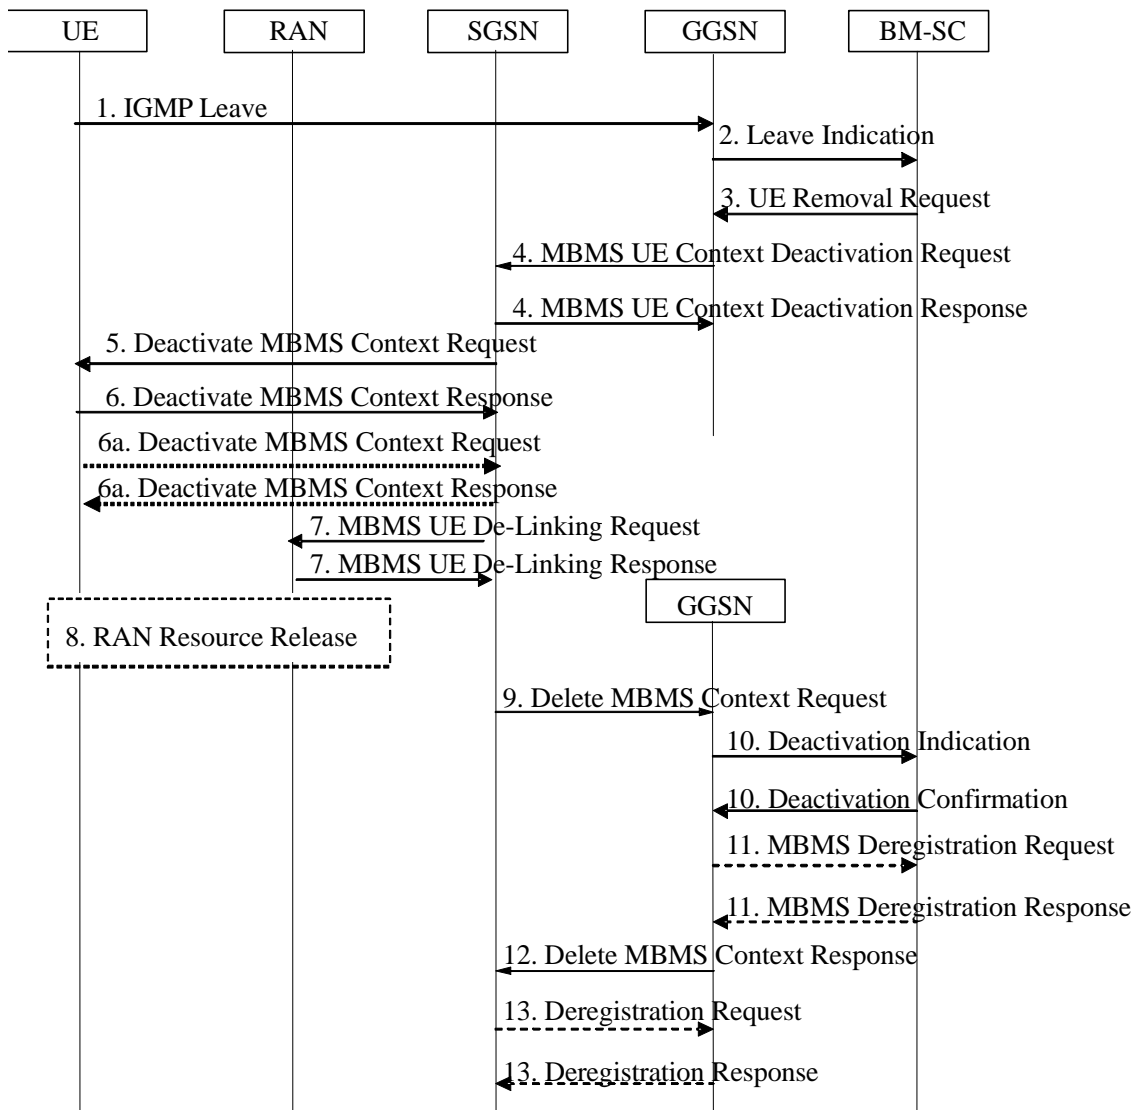 UE
RAN
SGSN
GGSN
BM-SC
1. IGMP Leave
2. Leave Indication
3. UE Removal Request
4. MBMS UE Context Deactivation Request
4. MBMS UE Context Deactivation Response
5. Deactivate MBMS Context Request
6. Deactivate MBMS Context Response
6a. Deactivate MBMS Context Request
6a. Deactivate MBMS Context Response
7. MBMS UE De-Linking Request
7. MBMS UE De-Linking Response
GGSN
8. RAN Resource Release
9. Delete MBMS Context Request
10. Deactivation Indication
10. Deactivation Confirmation
11. MBMS Deregistration Request
11. MBMS Deregistration Response
12. Delete MBMS Context Response
13. Deregistration Request
13. Deregistration Response